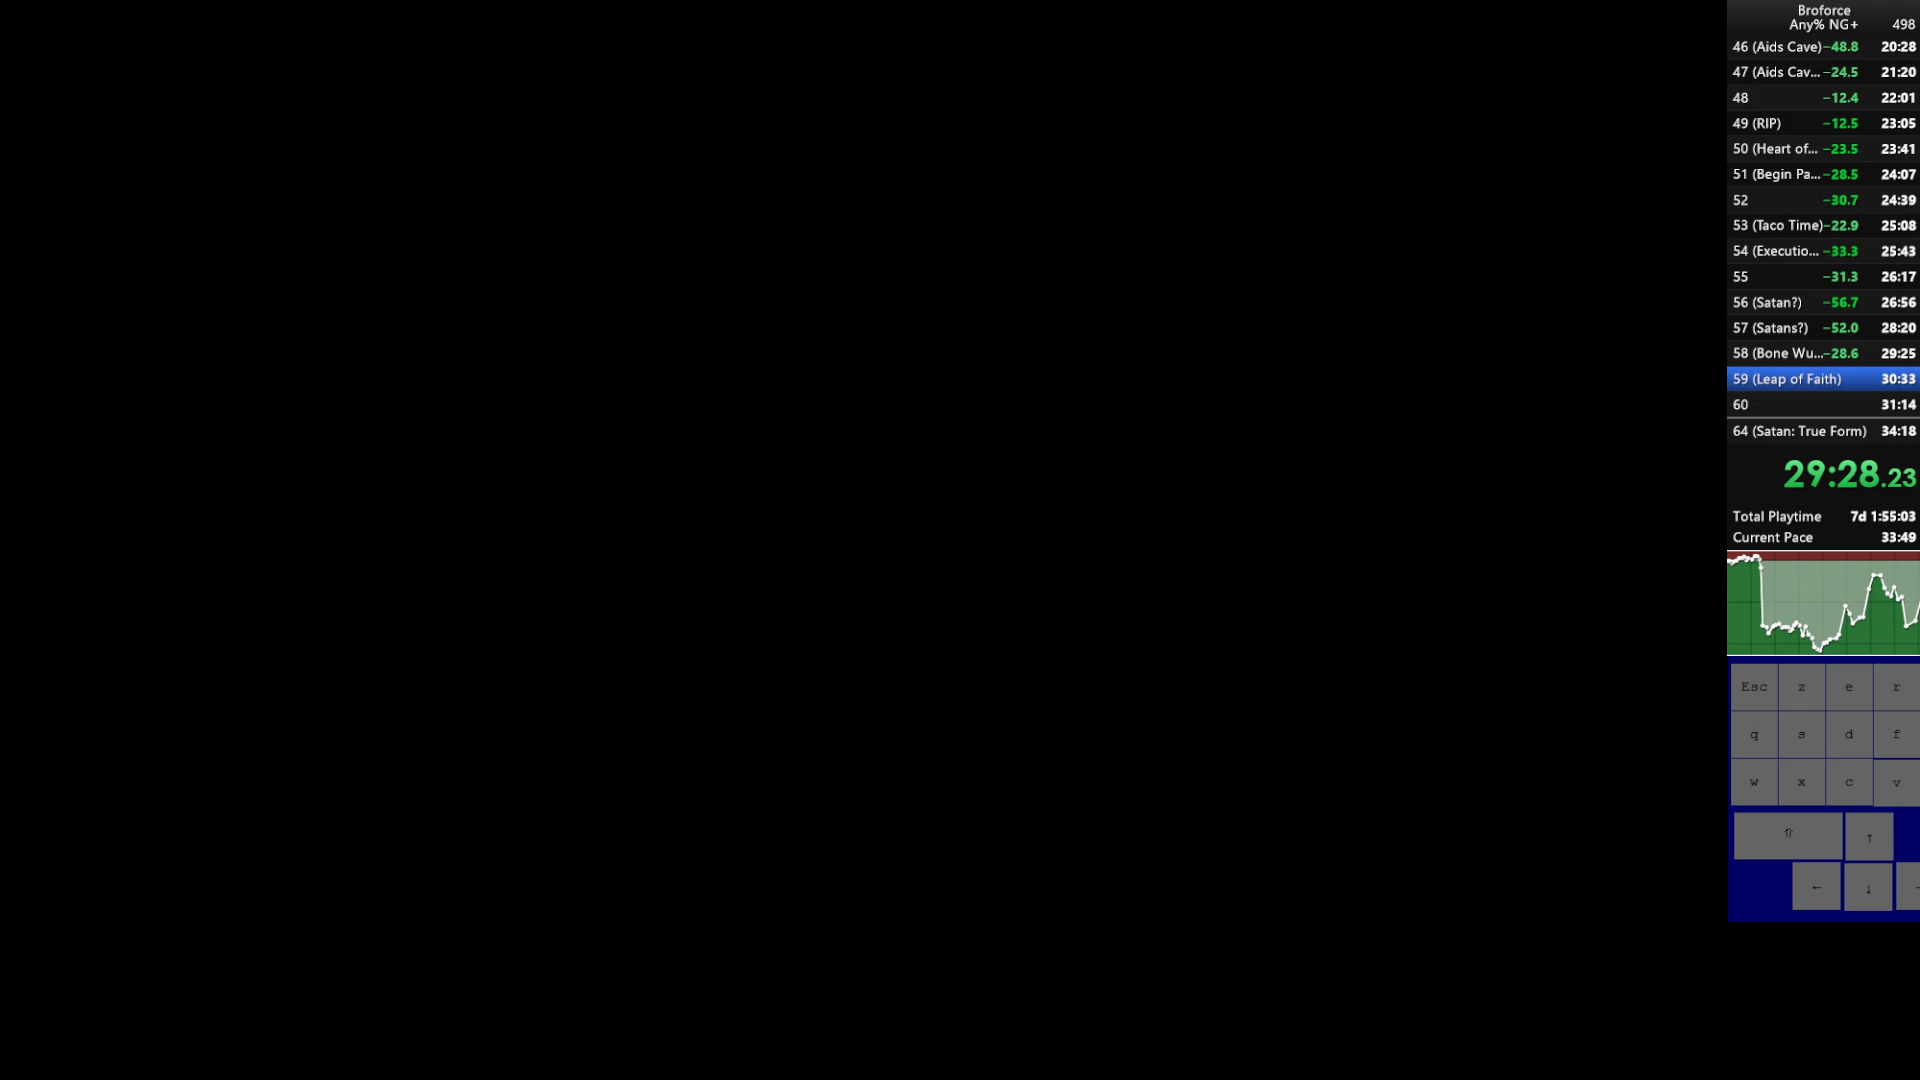 Broforce
Any% NG+ 498
46 (Aids Cave) −48.8 20:28
47 (Aids Cav... −24.5 21:20
48 −12.4 22:01
49 (RIP) −12.5 23:05
50 (Heart of... −23.5 23:41
51 (Begin Pa... −28.5 24:07
52 −30.7 24:39
53 (Taco Time) −22.9 25:08
54 (Executio... −33.3 25:43
55 −31.3 26:17
56 (Satan?) −56.7 26:56
57 (Satans?) −52.0 28:20
58 (Bone Wu... −28.6 29:25
59 (Leap of Faith) 30:33
60 31:14
64 (Satan: True Form) 34:18
29:28.23
Total Playtime 7d 1:55:03
Current Pace 33:49
Esc z e r
q s d f
w x c v
⇑ ↑
← ↓